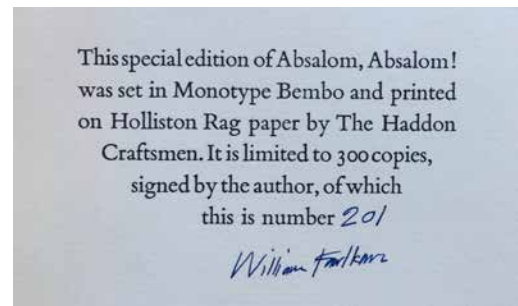 This special edition of Absalom, Absalom!
was set in Monotype Bembo and printed
on Holliston Rag paper by The Haddon
Craftsmen. It is limited to 300 copies,
signed by the author, of which
this is number 201
William Faulkner